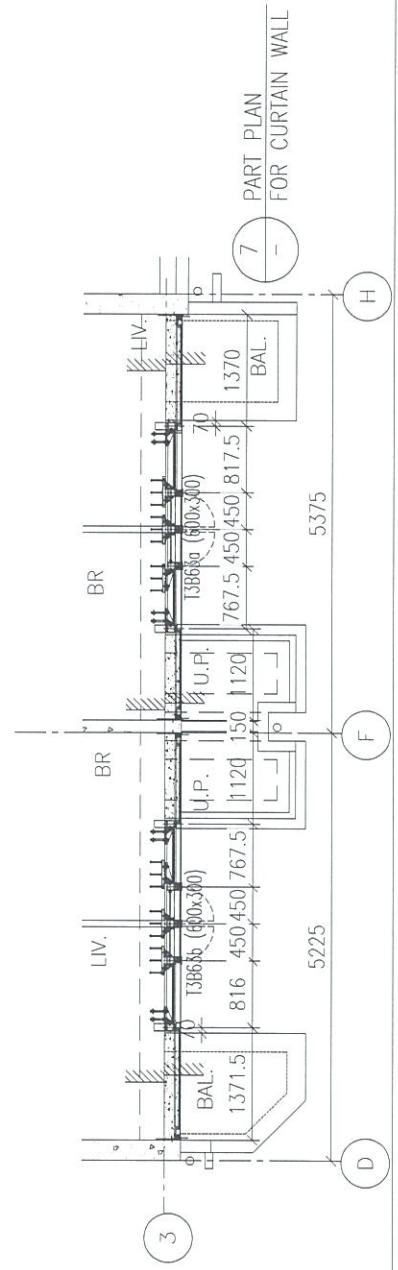 LIV.
BR
BR
LIV.
3
T3B63b (600x300)
T3B63a (600x300)
BAL.
U.P.
U.P.
BAL.
70
70
1371.5
816
450
450
767.5
1120
150
1120
767.5
450
450
817.5
1370
5225
5375
D
F
H
7
-
PART PLAN
FOR CURTAIN WALL